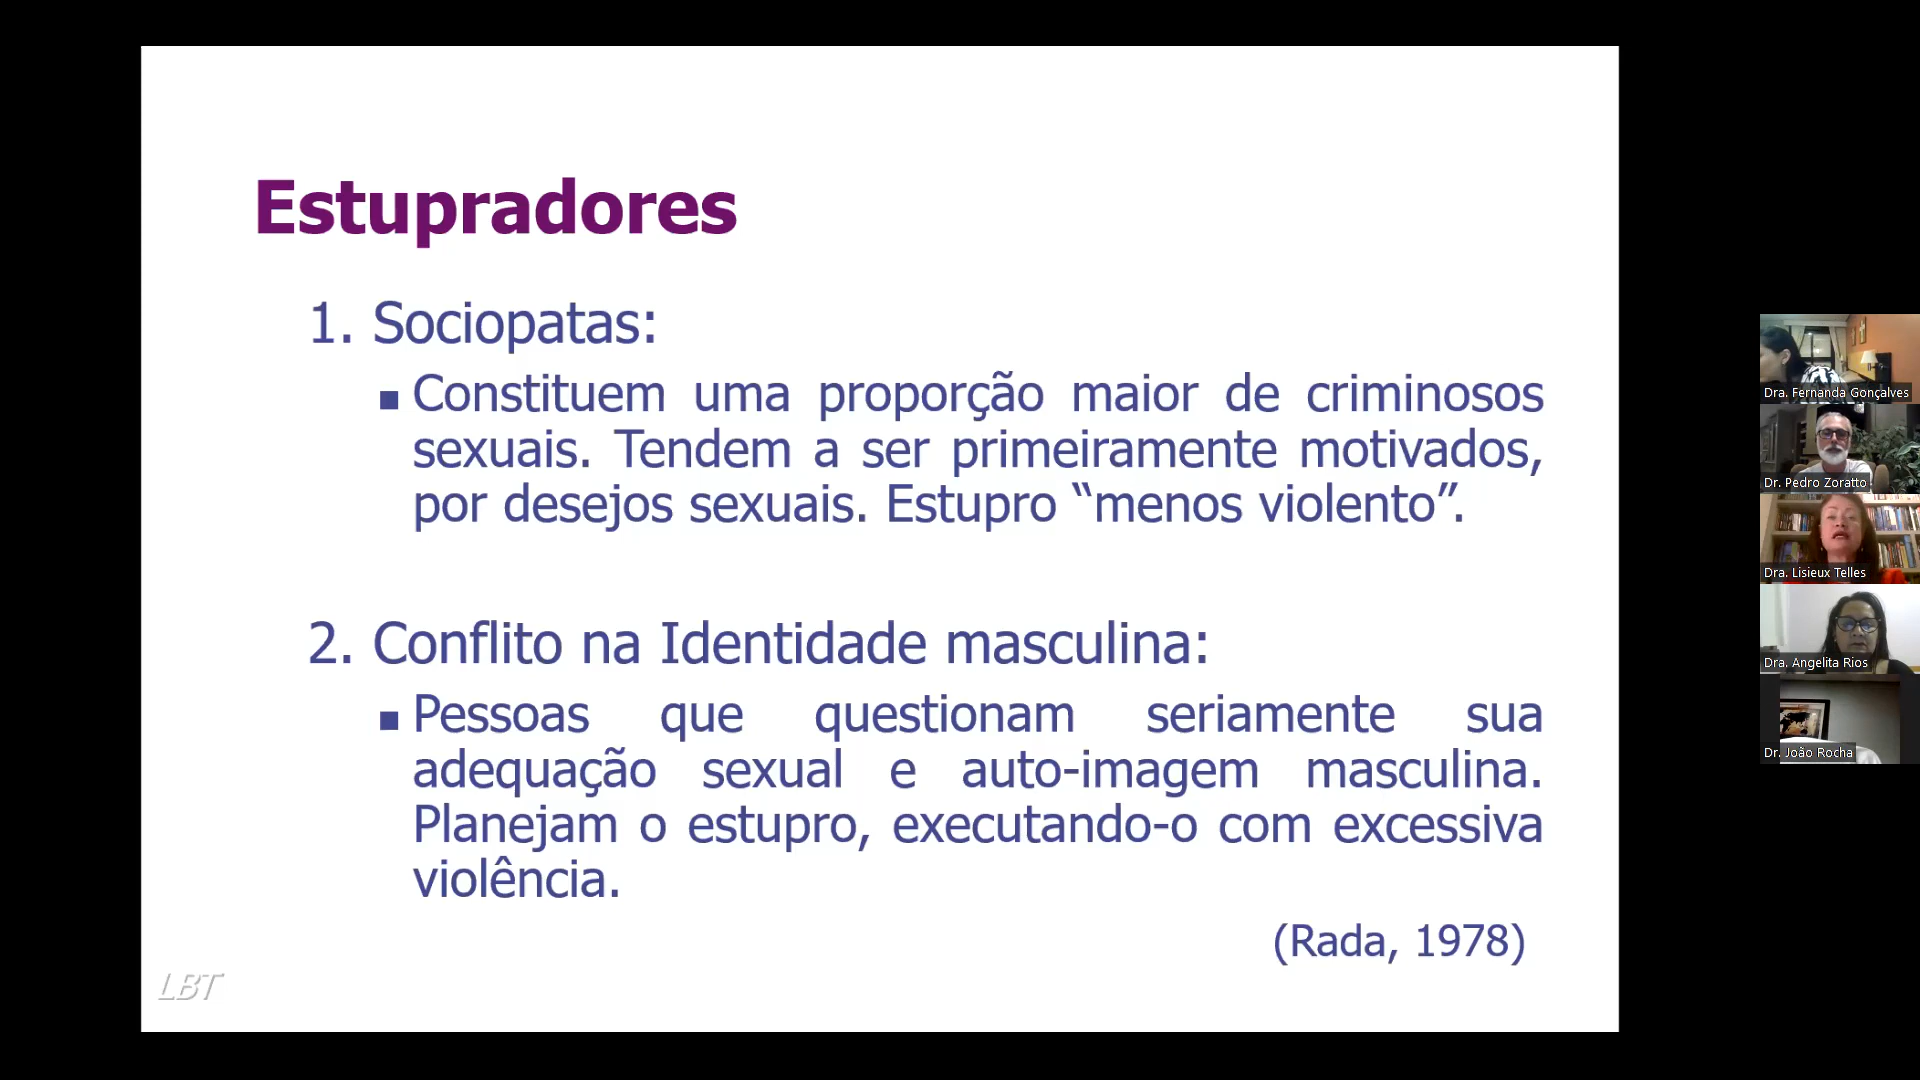 Estupradores
1. Sociopatas:
■ Constituem uma proporção maior de criminosos
sexuais. Tendem a ser primeiramente motivados,
por desejos sexuais. Estupro “menos violento”.
2. Conflito na Identidade masculina:
■ Pessoas que questionam seriamente sua
adequação sexual e auto-imagem masculina.
Planejam o estupro, executando-o com excessiva
violência.
(Rada, 1978)
LBT
Dra. Fernanda Gonçalves
Dr. Pedro Zoratto
Dra. Lisieux Telles
Dra. Angelita Rios
Dr. João Rocha